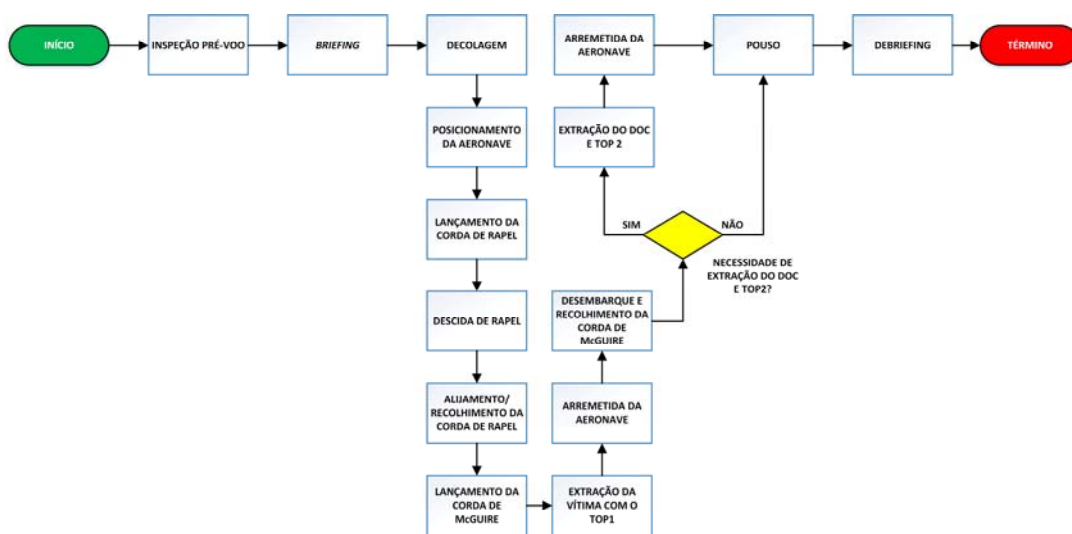 INÍCIO
INSPEÇÃO PRÉ-VOO
BRIEFING
DECOLAGEM
POSICIONAMENTO
DA AERONAVE
LANÇAMENTO DA
CORDA DE RAPEL
DESCIDA DE RAPEL
ALIJAMENTO/
RECOLHIMENTO DA
CORDA DE RAPEL
LANÇAMENTO DA
CORDA DE
McGUIRE
EXTRAÇÃO DA
VÍTIMA COM O
TOP1
ARREMETIDA DA
AERONAVE
DESEMBARQUE E
RECOLHIMENTO DA
CORDA DE
McGUIRE
NECESSIDADE DE
EXTRAÇÃO DO DOC
E TOP2?
SIM
NÃO
EXTRAÇÃO DO DOC
E TOP 2
ARREMETIDA DA
AERONAVE
POUSO
DEBRIEFING
TÉRMINO